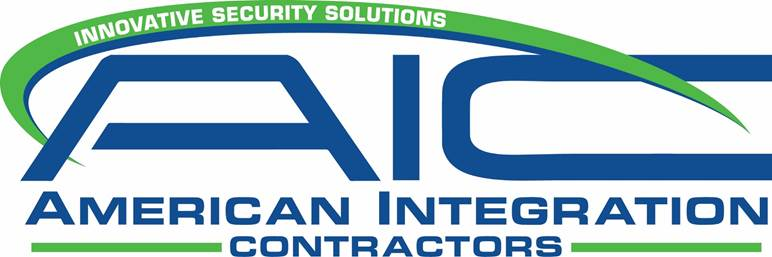 INNOVATIVE SECURITY SOLUTIONS
AIC
AMERICAN INTEGRATION
CONTRACTORS